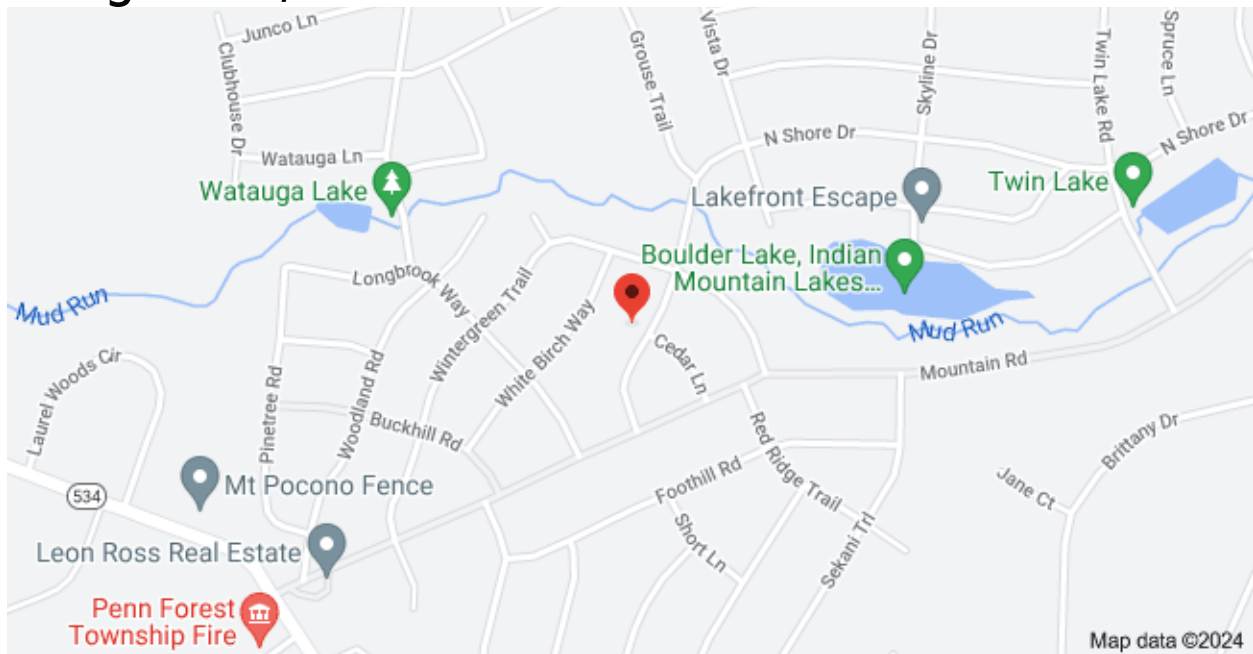 Junco Ln
Clubhouse Dr
Grouse Trail
Vista Dr
Skyline Dr
Twin Lake Rd
Spruce Ln
N Shore Dr
N Shore Dr
Watauga Ln
Watauga Lake
Lakefront Escape
Twin Lake
Boulder Lake, Indian
Mountain Lakes...
Longbrook Way
Mud Run
Mud Run
Wintergreen Trail
White Birch Way
Cedar Ln
Mountain Rd
Laurel Woods Cir
Pinetree Rd
Woodland Rd
Buckhill Rd
Red Ridge Trail
Brittany Dr
Foothill Rd
Jane Ct
534
Mt Pocono Fence
Short Ln
Sekani Trl
Leon Ross Real Estate
Penn Forest
Township Fire
Map data ©2024